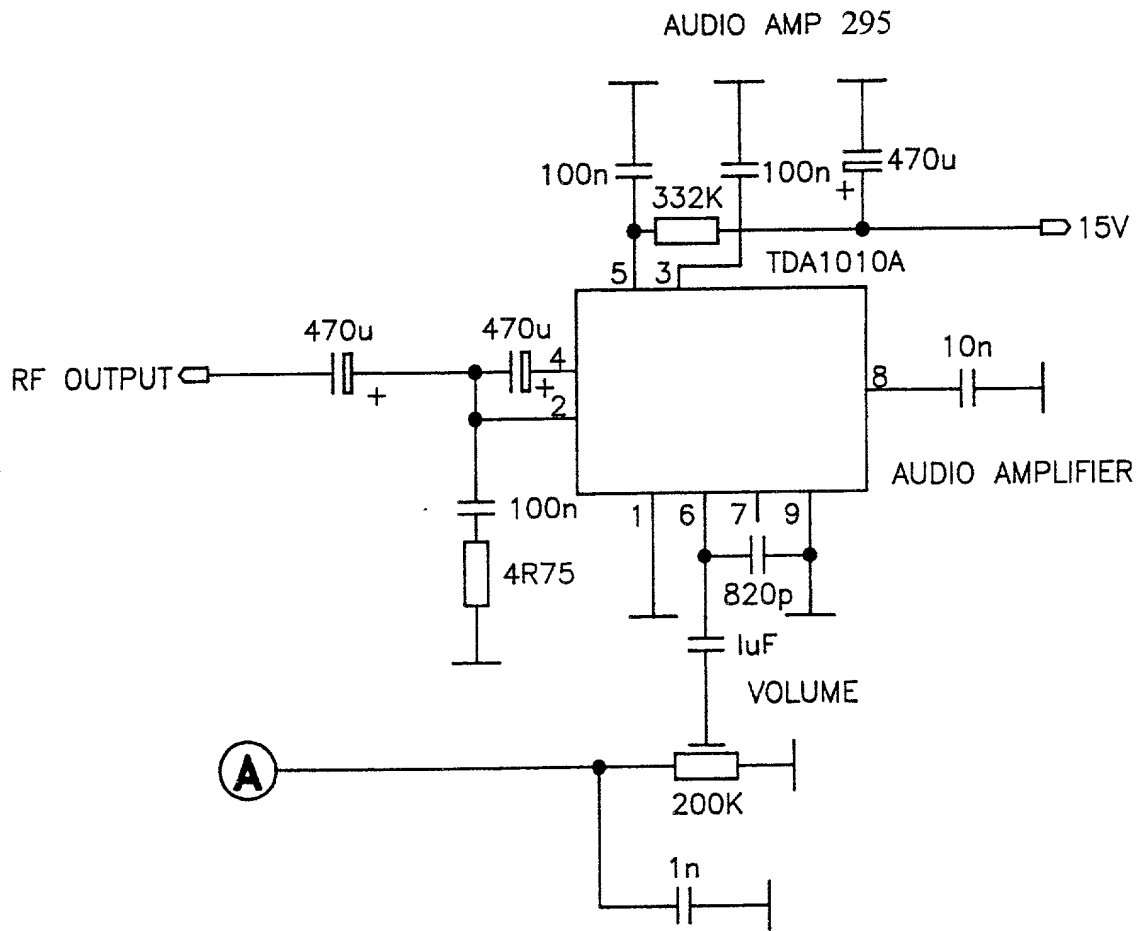 AUDIO AMP 295
100n
100n
470u
+
332K
15V
5
3
TDA1010A
470u
470u
4
10n
RF OUTPUT
+
+
8
2
AUDIO AMPLIFIER
100n
1
6
7
9
4R75
820p
1uF
VOLUME
A
200K
1n